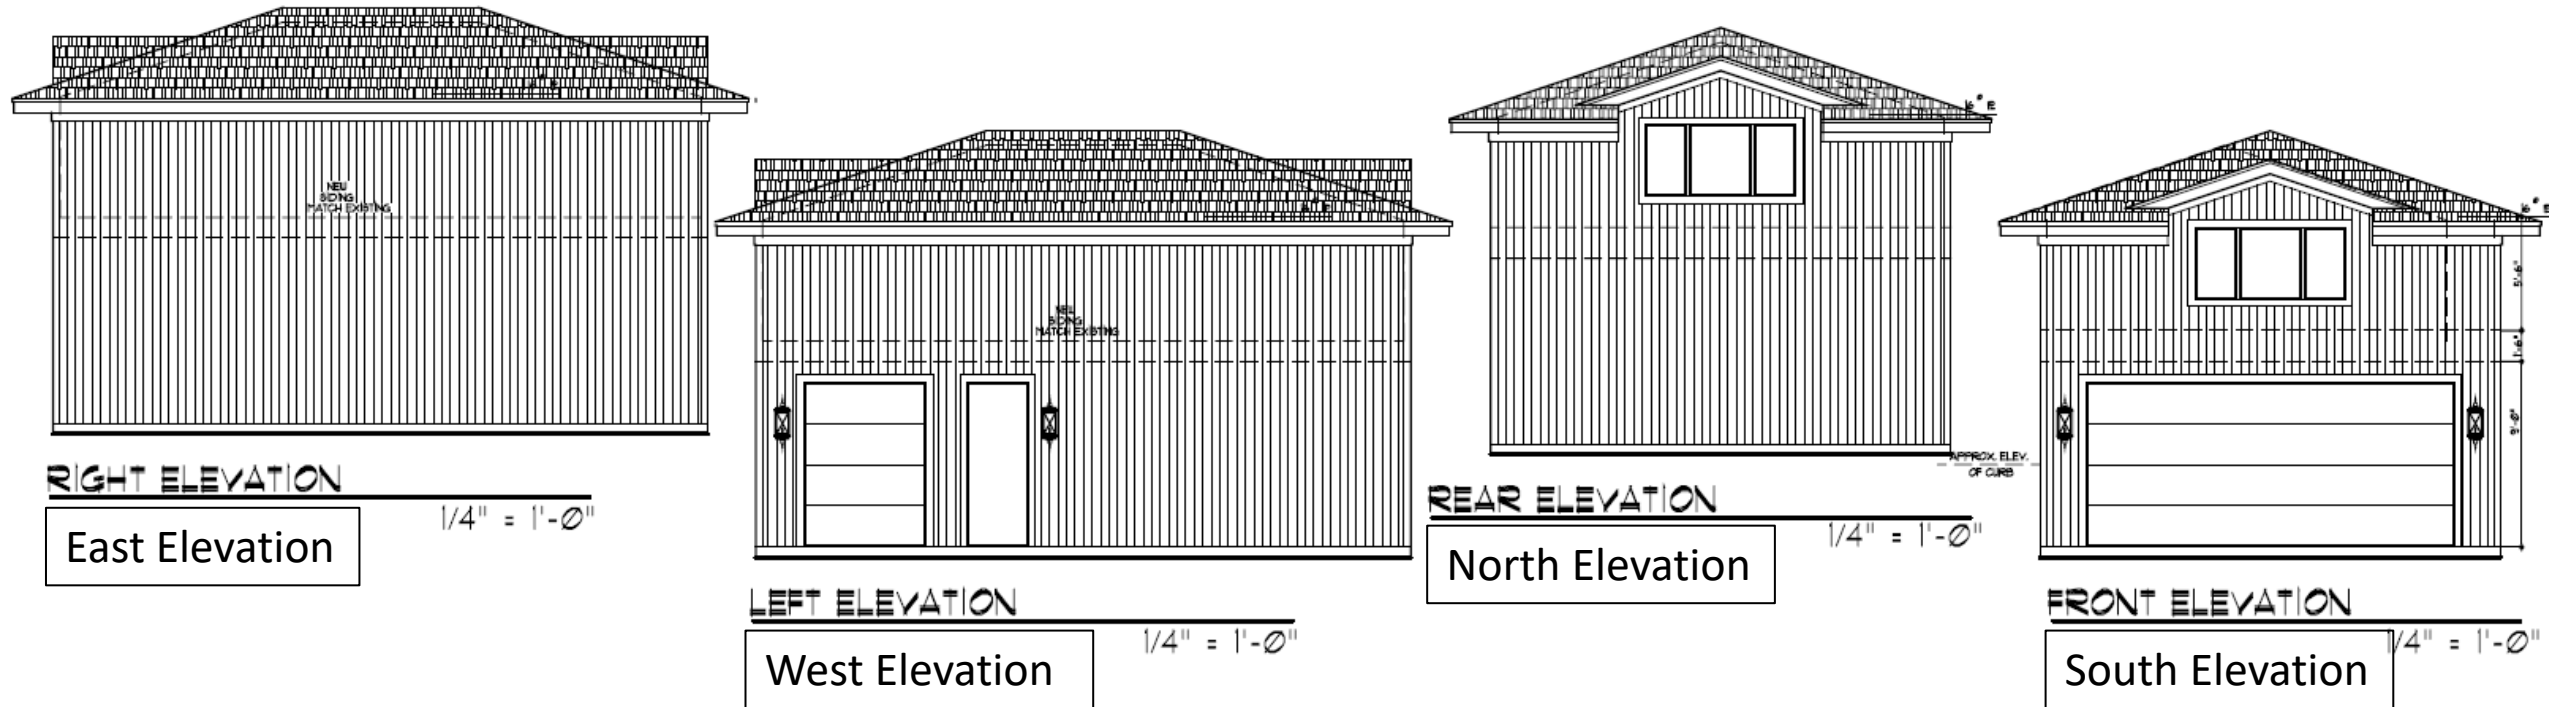 NEW
SIDING
MATCH EXISTING
RIGHT ELEVATION
1/4" = 1'-0"
East Elevation
NEW
SIDING
MATCH EXISTING
LEFT ELEVATION
1/4" = 1'-0"
West Elevation
REAR ELEVATION
1/4" = 1'-0"
North Elevation
APPROX. ELEV.
OF CURB
5'-6"
1'-6"
9'-0"
FRONT ELEVATION
1/4" = 1'-0"
South Elevation